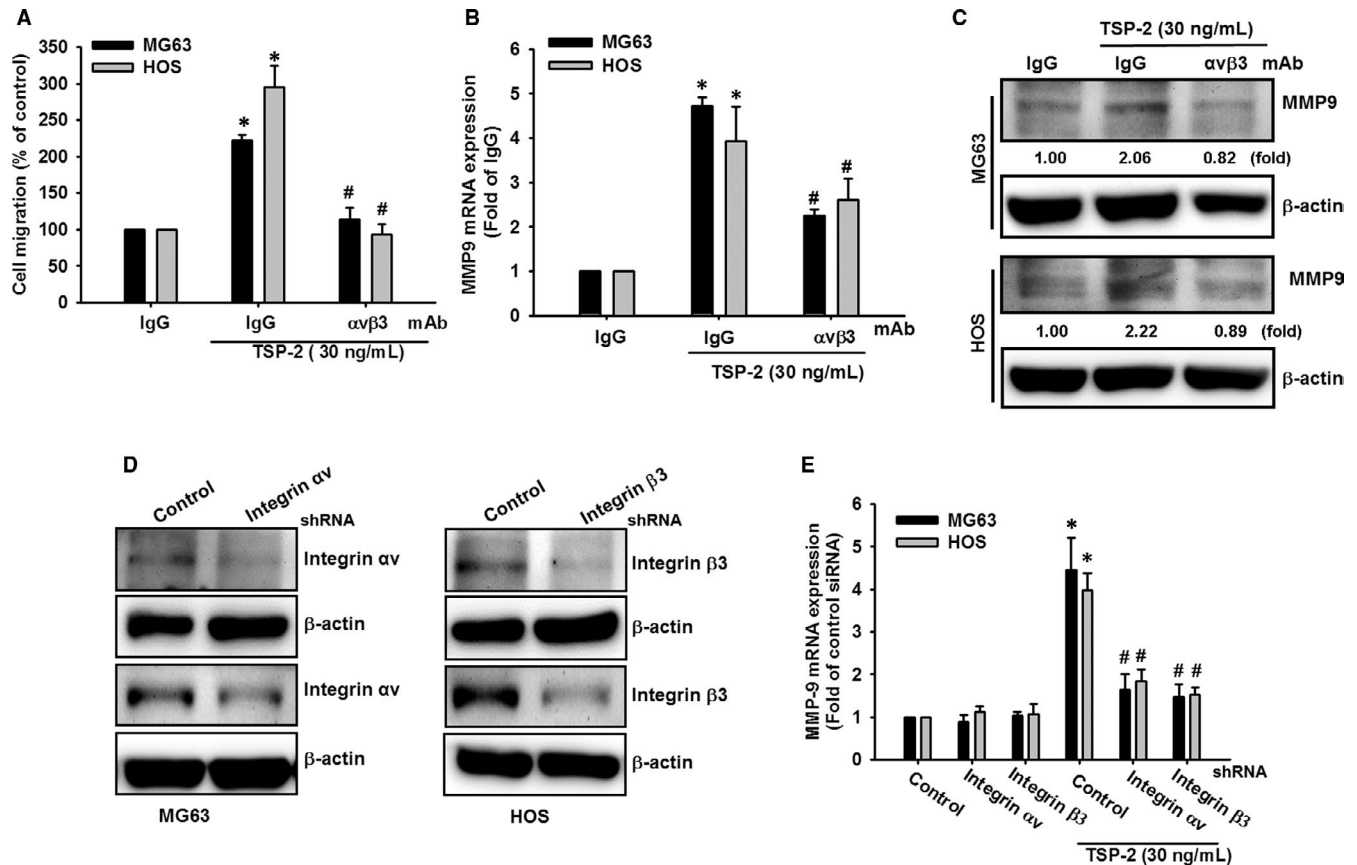 A
Cell migration (% of control)
350
300
250
200
150
100
50
0
MG63
HOS
*
*
#
#
IgG
IgG
αvβ3
mAb
TSP-2 ( 30 ng/mL)
B
MMP9 mRNA expression
(Fold of IgG)
6
5
4
3
2
1
0
MG63
HOS
*
*
#
#
IgG
IgG
αvβ3
mAb
TSP-2 (30 ng/mL)
C
TSP-2 (30 ng/mL)
IgG
IgG
αvβ3
mAb
MG63
MMP9
1.00
2.06
0.82
(fold)
β-actin
HOS
MMP9
1.00
2.22
0.89
(fold)
β-actin
D
Control
Integrin αv
shRNA
Integrin αv
β-actin
Integrin αv
β-actin
MG63
Control
Integrin β3
shRNA
Integrin β3
β-actin
Integrin β3
β-actin
HOS
E
MMP-9 mRNA expression
(Fold of control siRNA)
6
5
4
3
2
1
0
MG63
HOS
*
*
# #
# #
Control
Integrin αv
Integrin β3
Control
Integrin αv
Integrin β3
shRNA
TSP-2 (30 ng/mL)